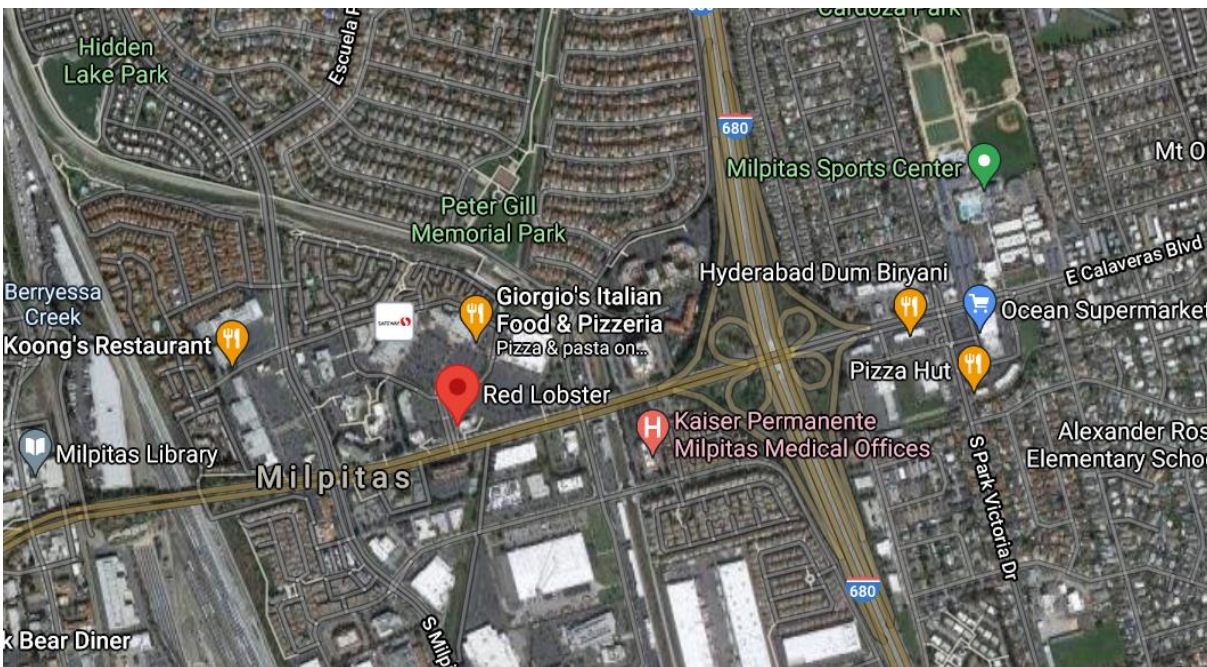 Cardoza Park
Hidden
Lake Park
Escuela P
680
680
Milpitas Sports Center
Mt O
Peter Gill
Memorial Park
E Calaveras Blvd
Hyderabad Dum Biryani
Berryessa
Creek
Giorgio's Italian
Food & Pizzeria
Pizza & pasta on...
SAFEWAY
Ocean Supermarket
Koong's Restaurant
Pizza Hut
Red Lobster
Kaiser Permanente
Milpitas Medical Offices
H
Alexander Ros
Elementary Schoo
Milpitas Library
Milpitas
S Park Victoria Dr
680
S Milpi
k Bear Diner